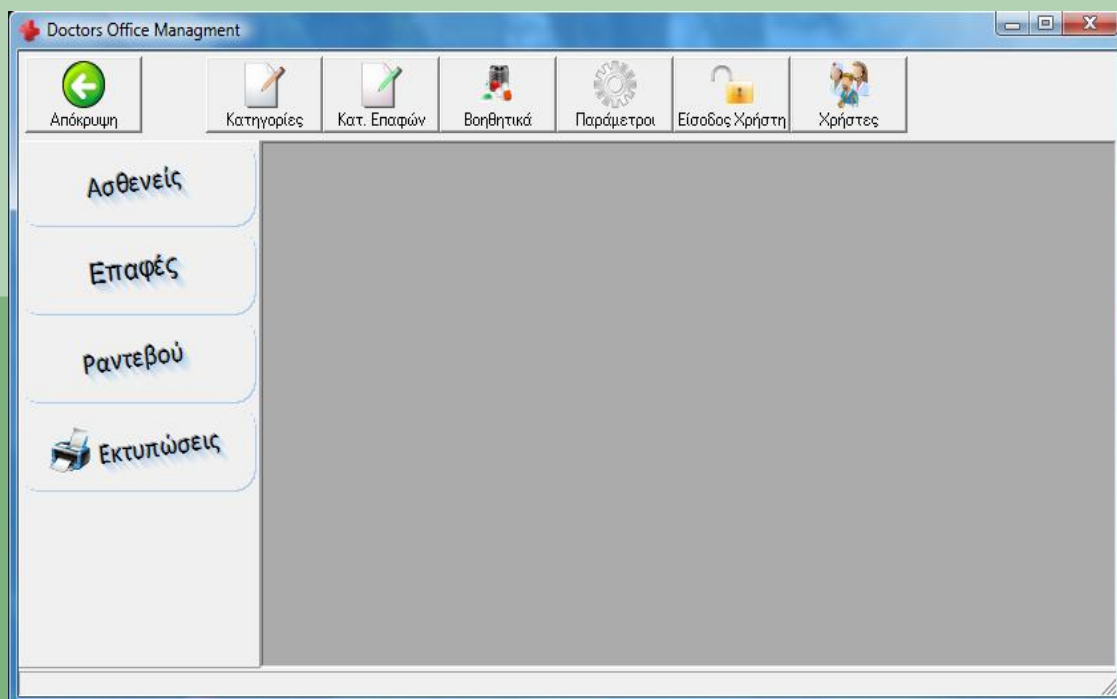 Doctors Office Managment
Απόκρυψη Κατηγορίες Κατ. Επαφών Βοηθητικά Παράμετροι Είσοδος Χρήστη Χρήστες
Ασθενείς
Επαφές
Ραντεβού
Εκτυπώσεις